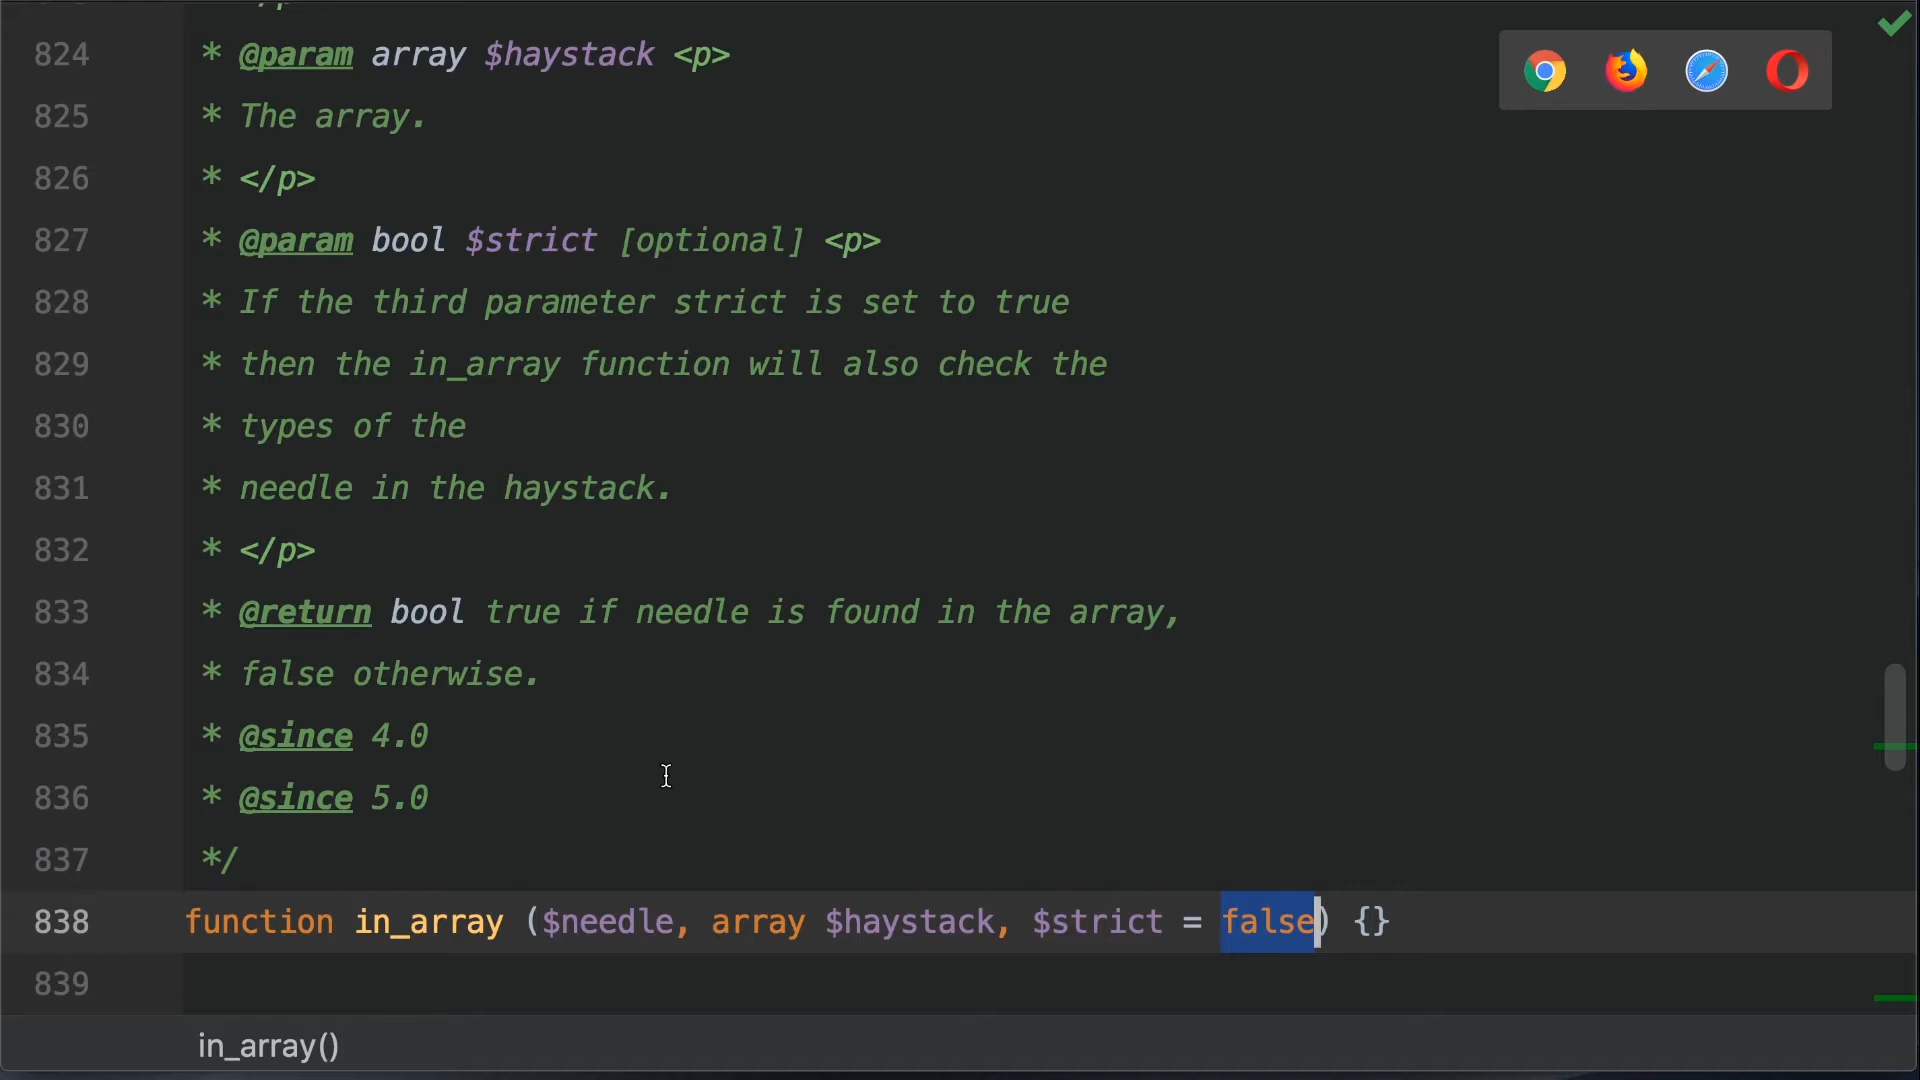 824 * @param array $haystack <p>
825 * The array.
826 * </p>
827 * @param bool $strict [optional] <p>
828 * If the third parameter strict is set to true
829 * then the in_array function will also check the
830 * types of the
831 * needle in the haystack.
832 * </p>
833 * @return bool true if needle is found in the array,
834 * false otherwise.
835 * @since 4.0
836 * @since 5.0
837 */
838 function in_array ($needle, array $haystack, $strict = false) {}
839
in_array()